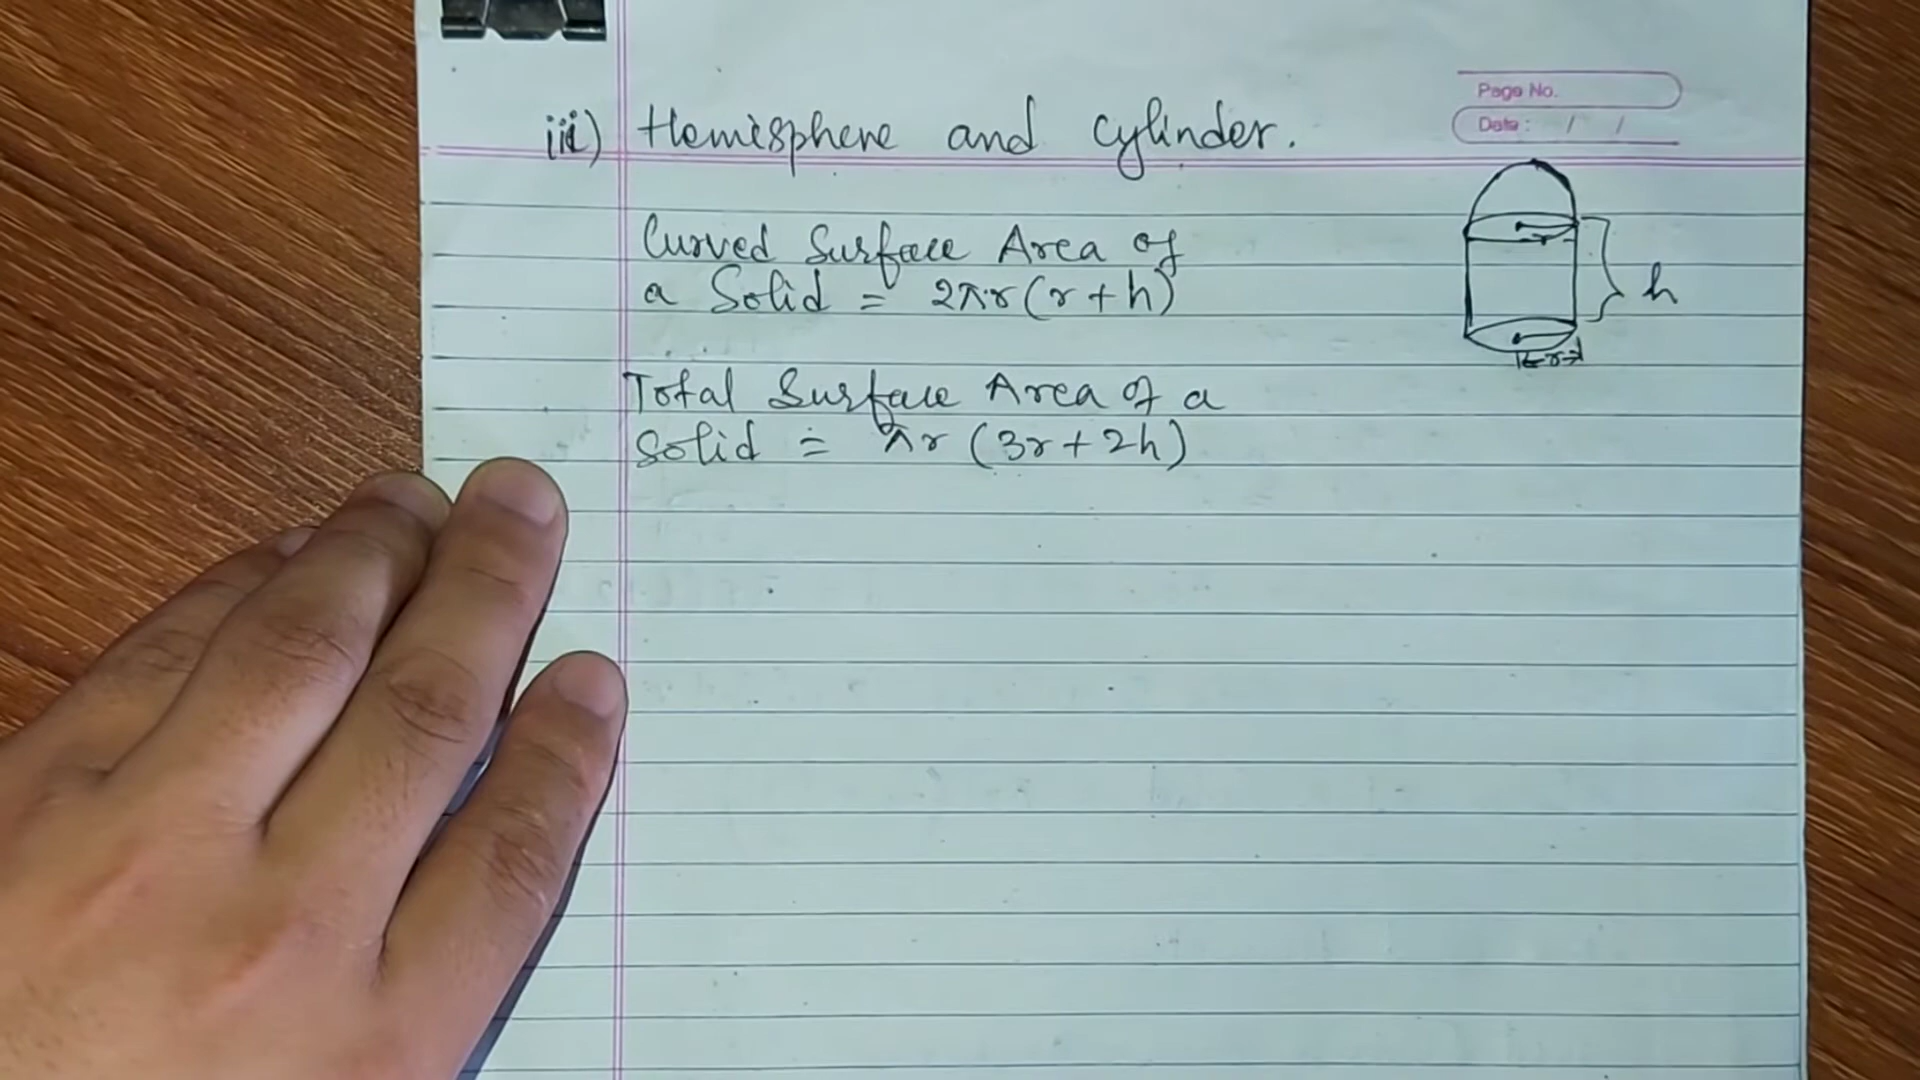 Page No.
Date: / /
iii) Hemisphere and cylinder.
Curved Surface Area of
a Solid = 2πr(r+h)
h
r
r
Total Surface Area of a
Solid = πr (3r+2h)